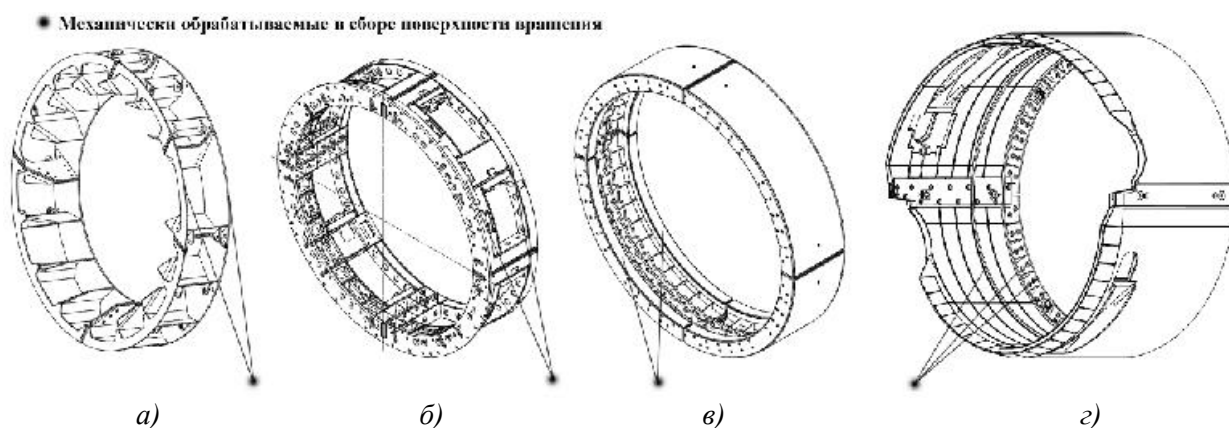 Механически обрабатываемые в сборе поверхности вращения
а) б) в) г)